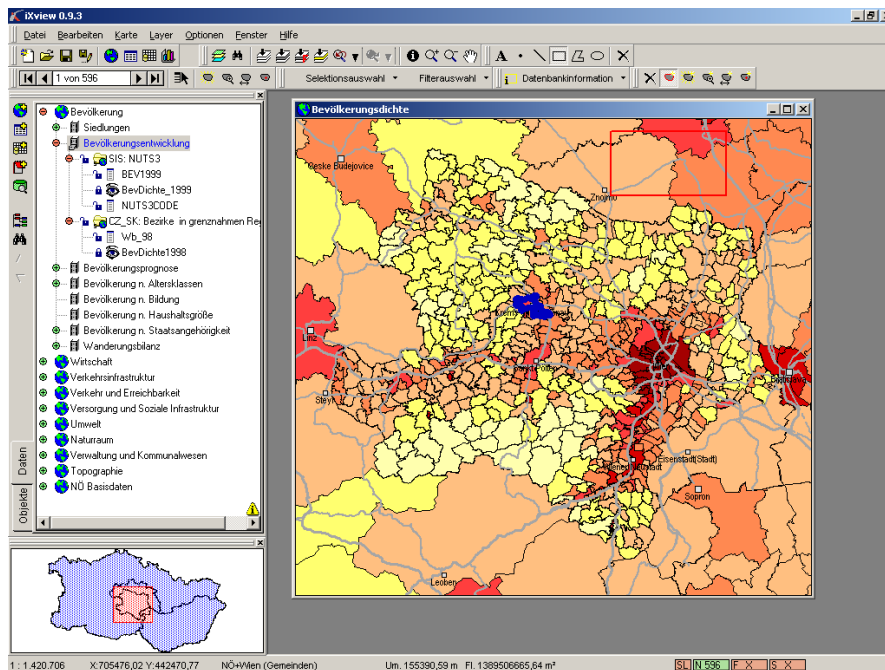 iXview 0.9.3
Datei Bearbeiten Karte Layer Optionen Fenster Hilfe
A
1 von 596 Selektionsauswahl Filterauswahl Datenbankinformation
Bevölkerung
Siedlungen
Bevölkerungsentwicklung
SIS: NUTS3
BEV1999
BevDichte_1999
NUTS3CODE
CZ_SK: Bezirke in grenznahmen Reg
Wb_98
BevDichte1998
Bevölkerungsprognose
Bevölkerung n. Altersklassen
Bevölkerung n. Bildung
Bevölkerung n. Haushaltsgröße
Bevölkerung n. Staatsangehörigkeit
Wanderungsbilanz
Wirtschaft
Verkehrsinfrastruktur
Verkehr und Erreichbarkeit
Versorgung und Soziale Infrastruktur
Umwelt
Naturraum
Verwaltung und Kommunalwesen
Topographie
NÖ Basisdaten
Daten
Objekte
Bevölkerungsdichte
Ceske Budejovice
Znojmo
Linz
Steyr
Eisenstadt(Stadt)
Sopron
Leoben
1 : 1.420.706 X:705476,02 Y:442470,77 NÖ+Wien (Gemeinden) Um. 155390,59 m Fl. 1389506665,64 m² SL N 596 F X S X